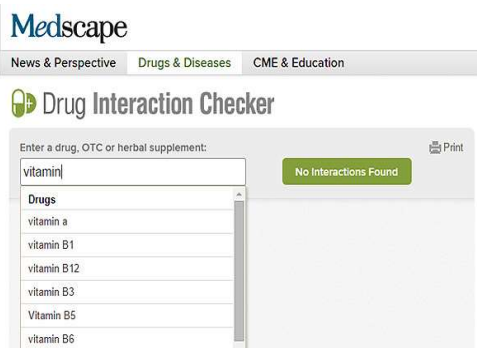 Medscape
News & Perspective Drugs & Diseases CME & Education
Drug Interaction Checker
Enter a drug, OTC or herbal supplement: Print
vitamin No Interactions Found
Drugs
vitamin a
vitamin B1
vitamin B12
vitamin B3
Vitamin B5
vitamin B6